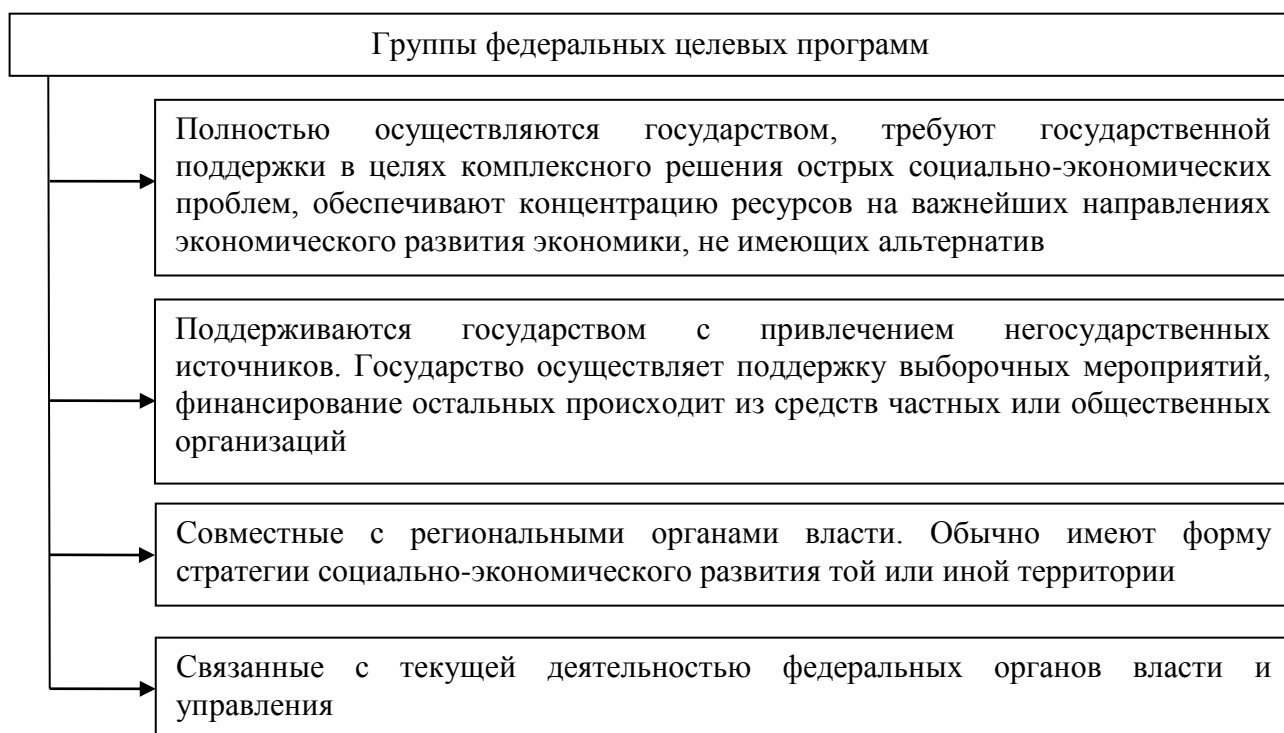 Группы федеральных целевых программ
Полностью осуществляются государством, требуют государственной
поддержки в целях комплексного решения острых социально-экономических
проблем, обеспечивают концентрацию ресурсов на важнейших направлениях
экономического развития экономики, не имеющих альтернатив
Поддерживаются государством с привлечением негосударственных
источников. Государство осуществляет поддержку выборочных мероприятий,
финансирование остальных происходит из средств частных или общественных
организаций
Совместные с региональными органами власти. Обычно имеют форму
стратегии социально-экономического развития той или иной территории
Связанные с текущей деятельностью федеральных органов власти и
управления